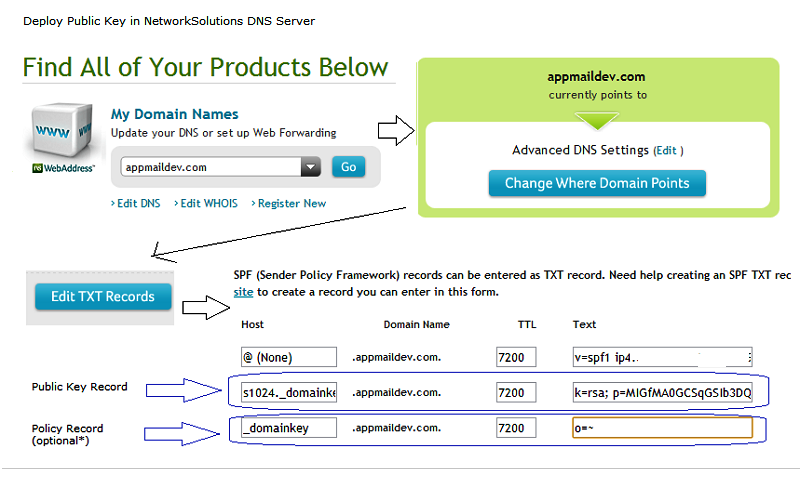 Deploy Public Key in NetworkSolutions DNS Server
Find All of Your Products Below
www
www
ns WebAddress™
My Domain Names
Update your DNS or set up Web Forwarding
appmaildev.com
Go
› Edit DNS › Edit WHOIS › Register New
appmaildev.com
currently points to
Advanced DNS Settings (Edit )
Change Where Domain Points
Edit TXT Records
SPF (Sender Policy Framework) records can be entered as TXT record. Need help creating an SPF TXT rec
site to create a record you can enter in this form.
Host Domain Name TTL Text
@ (None) .appmaildev.com. 7200 v=spf1 ip4:
Public Key Record
s1024._domainke .appmaildev.com. 7200 k=rsa; p=MIGfMA0GCSqGSIb3DQ
Policy Record
(optional*)
_domainkey .appmaildev.com. 7200 o=~